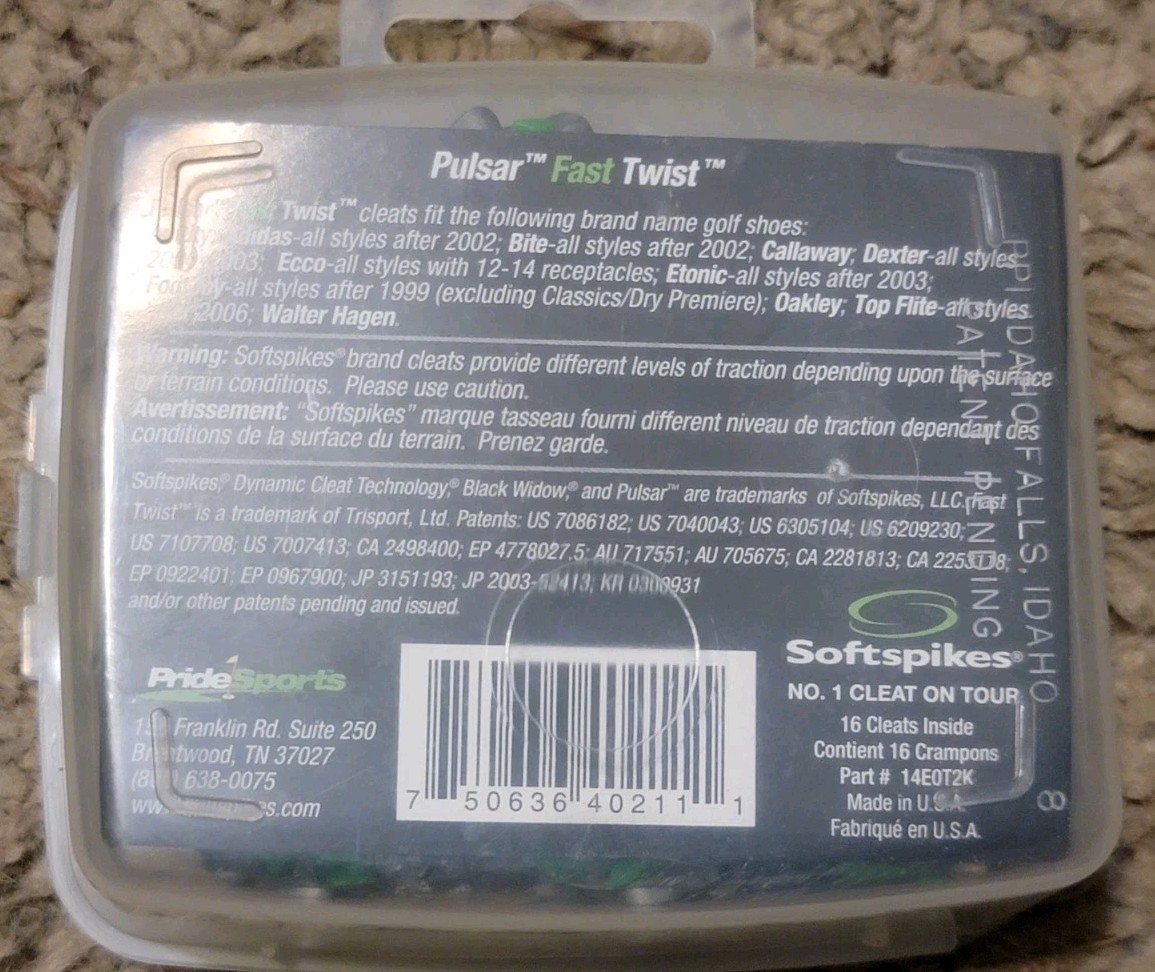 Pulsar™ Fast Twist™
Twist™ cleats fit the following brand name golf shoes:
-all styles after 2002; Bite-all styles after 2002; Callaway; Dexter-all styles
Ecco-all styles with 12-14 receptacles; Etonic-all styles after 2003;
-all styles after 1999 (excluding Classics/Dry Premiere); Oakley; Top Flite-all styles
2006; Walter Hagen.
Warning: Softspikes® brand cleats provide different levels of traction depending upon the surface
or terrain conditions. Please use caution.
Avertissement: "Softspikes" marque tasseau fourni different niveau de traction dependant des
conditions de la surface du terrain. Prenez garde.
Softspikes,® Dynamic Cleat Technology,® Black Widow,® and Pulsar™ are trademarks of Softspikes, LLC. Fast
Twist™ is a trademark of Trisport, Ltd. Patents: US 7086182; US 7040043; US 6305104; US 6209230;
US 7107708; US 7007413; CA 2498400; EP 4778027.5; AU 717551; AU 705675; CA 2281813;
EP 0922401; EP 0967900; JP 3151193; JP
and/or other patents pending and issued.
PrideSports
Franklin Rd. Suite 250
Brentwood, TN 37027
638-0075
7 50636 40211 1
Softspikes®
NO. 1 CLEAT ON TOUR
16 Cleats Inside
Contient 16 Crampons
Part # 14E0T2K
Made in U.S.A.
Fabriqué en U.S.A.
PPI IDAHO FALLS, IDAHO
PATENT PENDING
8